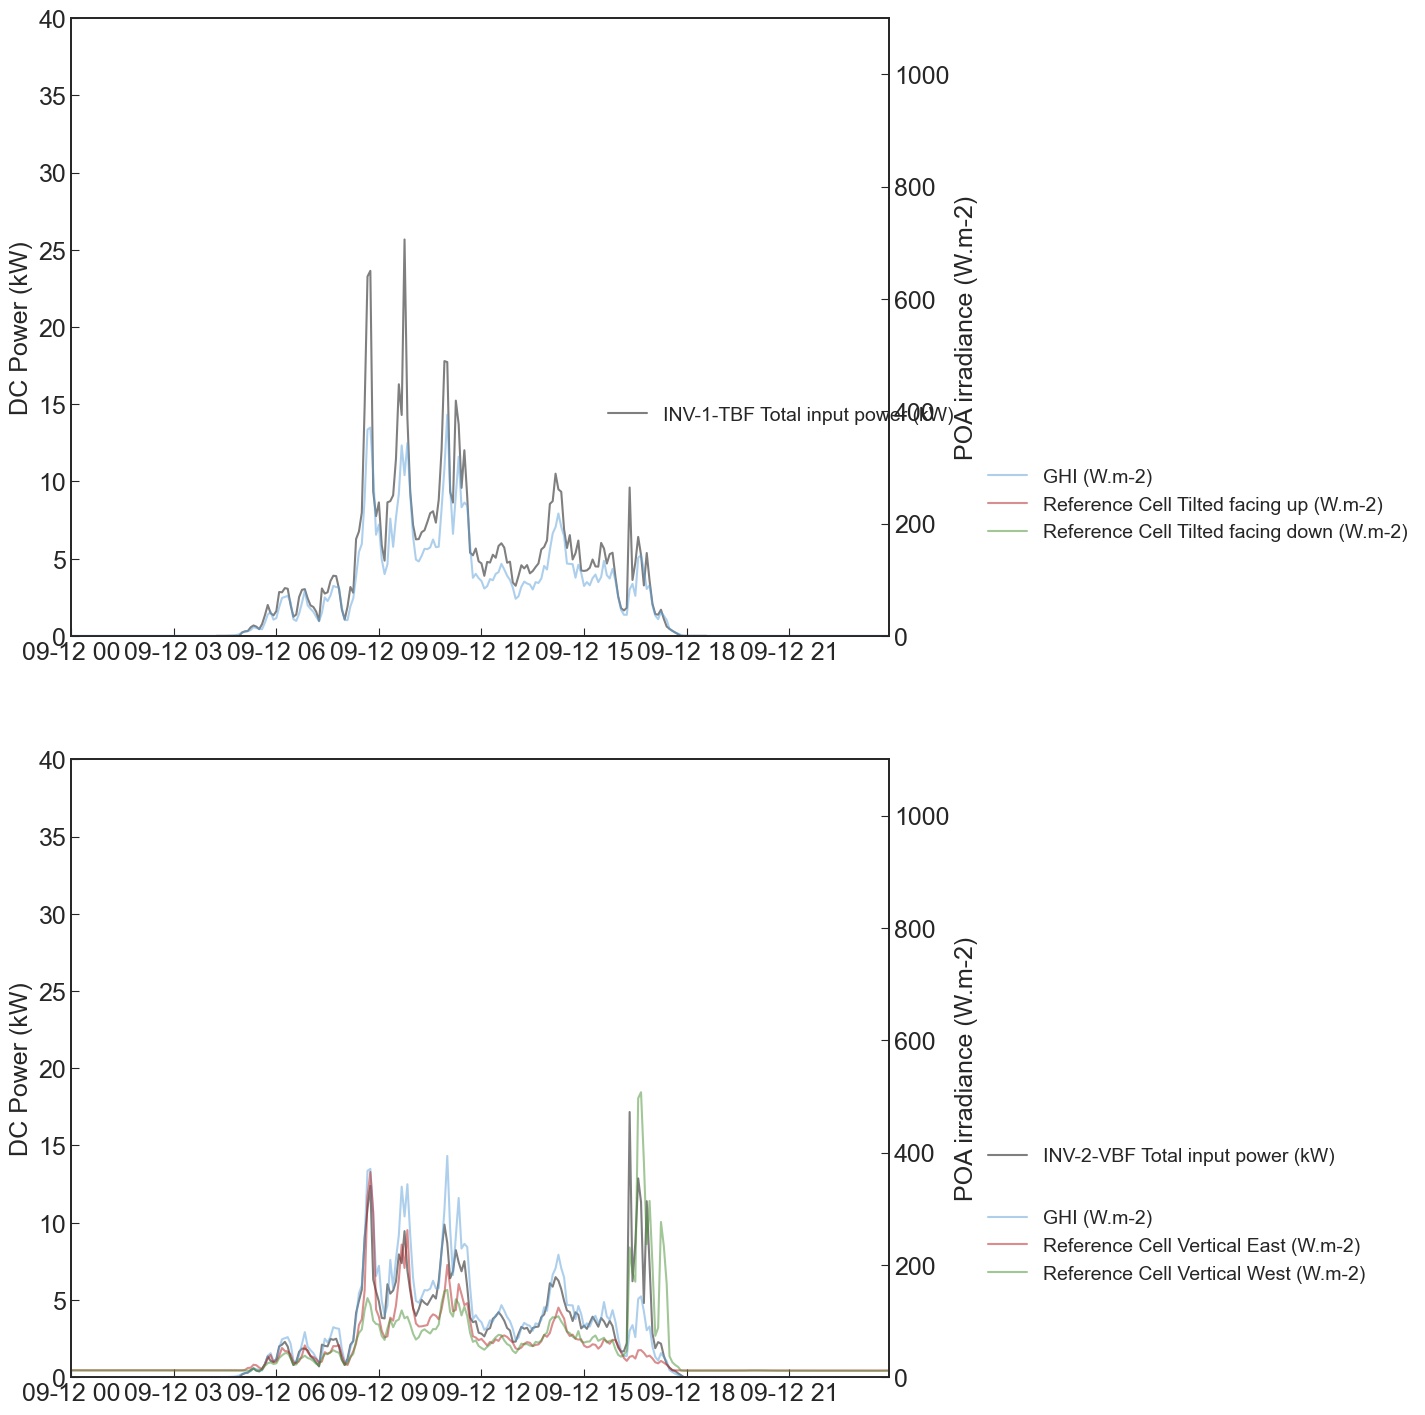 40
35
30
25
20
15
10
5
0
DC Power (kW)
1000
800
600
400
200
0
POA irradiance (W.m-2)
INV-1-TBF Total input power (kW)
GHI (W.m-2)
Reference Cell Tilted facing up (W.m-2)
Reference Cell Tilted facing down (W.m-2)
09-12 00 09-12 03 09-12 06 09-12 09 09-12 12 09-12 15 09-12 18 09-12 21
40
35
30
25
20
15
10
5
0
DC Power (kW)
1000
800
600
400
200
0
POA irradiance (W.m-2)
INV-2-VBF Total input power (kW)
GHI (W.m-2)
Reference Cell Vertical East (W.m-2)
Reference Cell Vertical West (W.m-2)
09-12 00 09-12 03 09-12 06 09-12 09 09-12 12 09-12 15 09-12 18 09-12 21